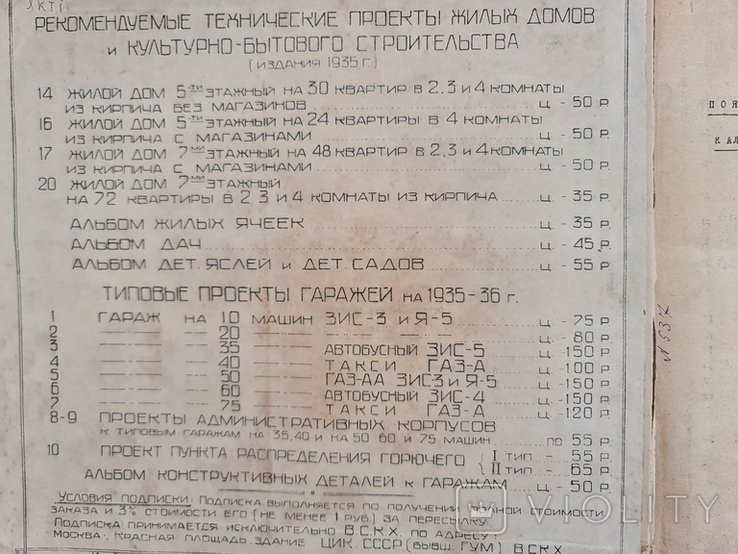 РЕКОМЕНДУЕМЫЕ ТЕХНИЧЕСКИЕ ПРОЕКТЫ ЖИЛЫХ ДОМОВ
И КУЛЬТУРНО-БЫТОВОГО СТРОИТЕЛЬСТВА
(ИЗДАНИЯ 1935 г.)
14 ЖИЛОЙ ДОМ 5-ТИ ЭТАЖНЫЙ НА 30 КВАРТИР В 2.3 И 4 КОМНАТЫ
ИЗ КИРПИЧА БЕЗ МАГАЗИНОВ Ц - 50 Р.
16 ЖИЛОЙ ДОМ 5-ТИ ЭТАЖНЫЙ НА 24 КВАРТИРЫ В 4 КОМНАТЫ
ИЗ КИРПИЧА С МАГАЗИНАМИ Ц - 50 Р.
17 ЖИЛОЙ ДОМ 7МИ ЭТАЖНЫЙ НА 48 КВАРТИР В 2,3 И 4 КОМНАТЫ
ИЗ КИРПИЧА С МАГАЗИНАМИ Ц - 50 Р.
20 ЖИЛОЙ ДОМ 7МИ ЭТАЖНЫЙ
НА 72 КВАРТИРЫ В 2 3 И 4 КОМНАТЫ ИЗ КИРПИЧА Ц - 35 Р.
АЛЬБОМ ЖИЛЫХ ЯЧЕЕК Ц - 35 Р.
АЛЬБОМ ДАЧ Ц - 45 Р.
АЛЬБОМ ДЕТ. ЯСЛЕЙ И ДЕТ. САДОВ Ц - 55 Р.
ТИПОВЫЕ ПРОЕКТЫ ГАРАЖЕЙ НА 1935-36 г.
1 ГАРАЖ НА 10 МАШИН ЗИС-3 И Я-5 Ц - 75 Р.
2 20 Ц - 80 Р.
3 35 АВТОБУСНЫЙ ЗИС-5 Ц - 150 Р.
4 40 ТАКСИ ГАЗ-А Ц - 100 Р.
5 50 ГАЗ-АА ЗИС3 И Я-5 Ц - 150 Р.
6 60 АВТОБУСНЫЙ ЗИС-4 Ц - 150 Р.
7 75 ТАКСИ ГАЗ-А Ц - 120 Р.
8-9 ПРОЕКТЫ АДМИНИСТРАТИВНЫХ КОРПУСОВ
К ТИПОВЫМ ГАРАЖАМ НА 35,40 И НА 50 60 И 75 МАШИН ПО 55 Р.
10 ПРОЕКТ ПУНКТА РАСПРЕДЕЛЕНИЯ ГОРЮЧЕГО I ТИП - 55 Р.
II ТИП - 65 Р.
АЛЬБОМ КОНСТРУКТИВНЫХ ДЕТАЛЕЙ К ГАРАЖАМ Ц - 50 Р.
УСЛОВИЯ ПОДПИСКИ: ПОДПИСКА ВЫПОЛНЯЕТСЯ ПО ПОЛУЧЕНИИ ПОЛНОЙ СТОИМОСТИ
ЗАКАЗА И 3% СТОИМОСТИ ЕГО (НЕ МЕНЕЕ 1 РУБ.) ЗА ПЕРЕСЫЛКУ.
ПОДПИСКА ПРИНИМАЕТСЯ ИСКЛЮЧИТЕЛЬНО В.С.К.Х. ПО АДРЕСУ:
МОСКВА. КРАСНАЯ ПЛОЩАДЬ. ЗДАНИЕ ЦИК. СССР (БЫВШ. ГУМ) В.С.К.Х.
ПОЯ
К АЛ
N 537
VIOLITY